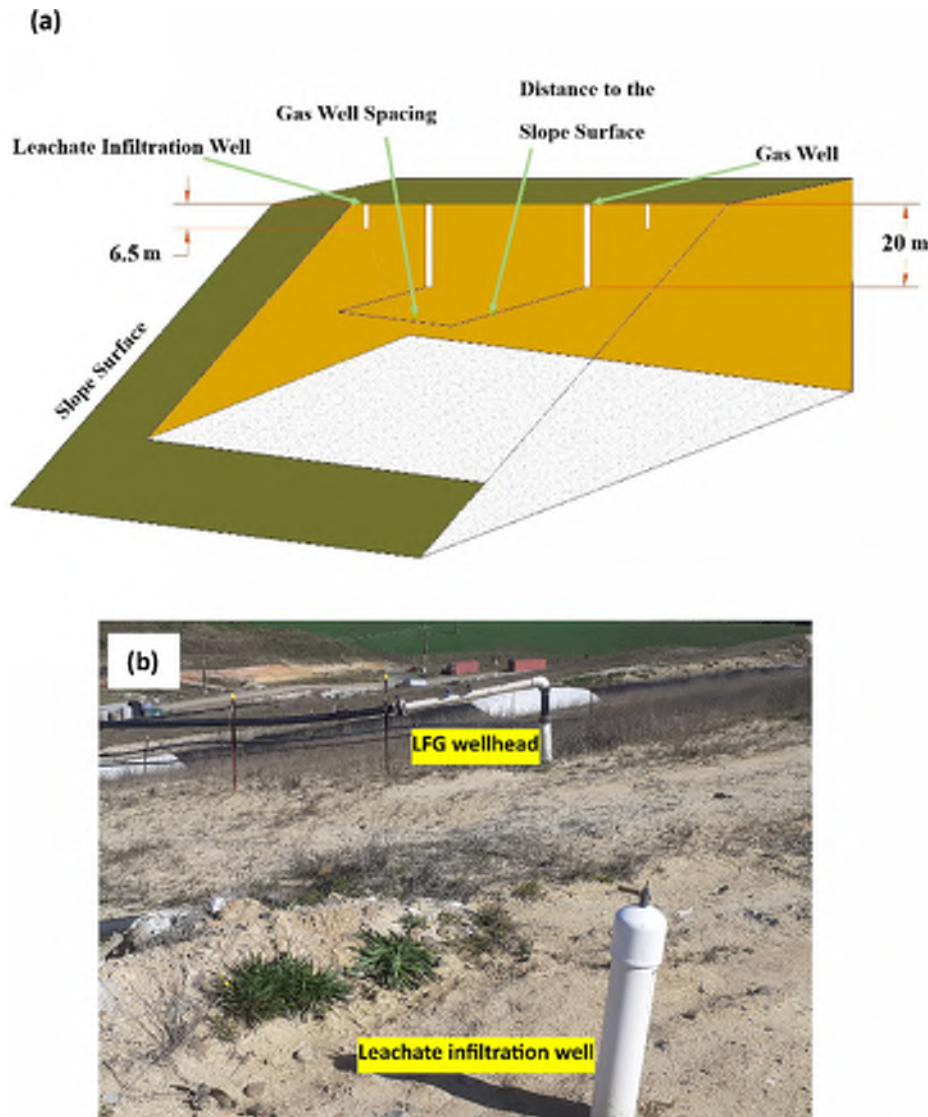 (a)
Distance to the
Slope Surface
Gas Well Spacing
Leachate Infiltration Well
Gas Well
6.5 m
20 m
Slope Surface
(b)
LFG wellhead
Leachate infiltration well